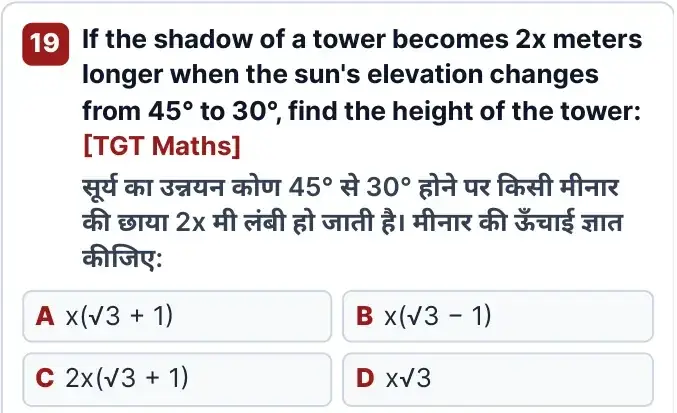 19 If the shadow of a tower becomes 2x meters
longer when the sun's elevation changes
from 45° to 30°, find the height of the tower:
[TGT Maths]
सूर्य का उन्नयन कोण 45° से 30° होने पर किसी मीनार
की छाया 2x मी लंबी हो जाती है। मीनार की ऊँचाई ज्ञात
कीजिए:
A x(√3 + 1)
B x(√3 − 1)
C 2x(√3 + 1)
D x√3